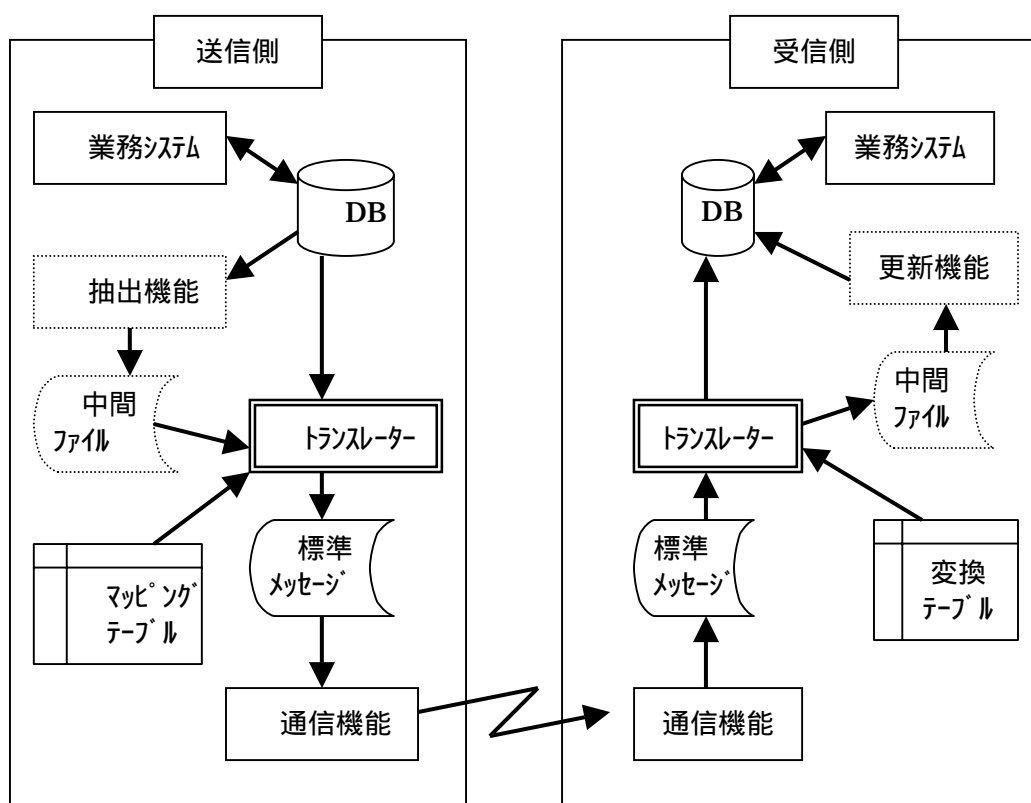 送信側
業務ｼｽﾃﾑ
DB
抽出機能
中間
ﾌｧｲﾙ
ﾄﾗﾝｽﾚｰﾀｰ
標準
ﾒｯｾｰｼﾞ
ﾏｯﾋﾟﾝｸﾞ
ﾃｰﾌﾞﾙ
通信機能
受信側
業務ｼｽﾃﾑ
DB
更新機能
中間
ﾌｧｲﾙ
ﾄﾗﾝｽﾚｰﾀｰ
標準
ﾒｯｾｰｼﾞ
変換
ﾃｰﾌﾞﾙ
通信機能